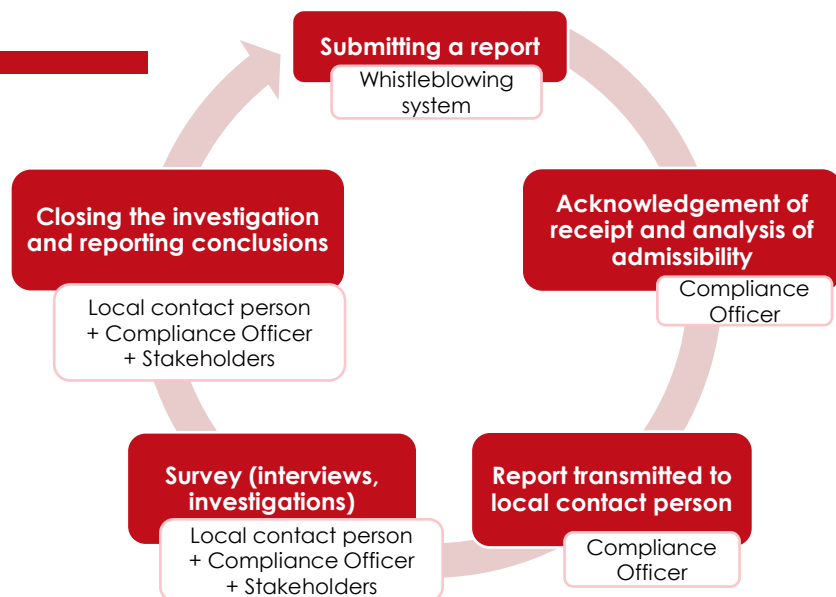 Submitting a report
Whistleblowing
system
Acknowledgement of
receipt and analysis of
admissibility
Compliance
Officer
Report transmitted to
local contact person
Compliance
Officer
Survey (interviews,
investigations)
Local contact person
+ Compliance Officer
+ Stakeholders
Closing the investigation
and reporting conclusions
Local contact person
+ Compliance Officer
+ Stakeholders